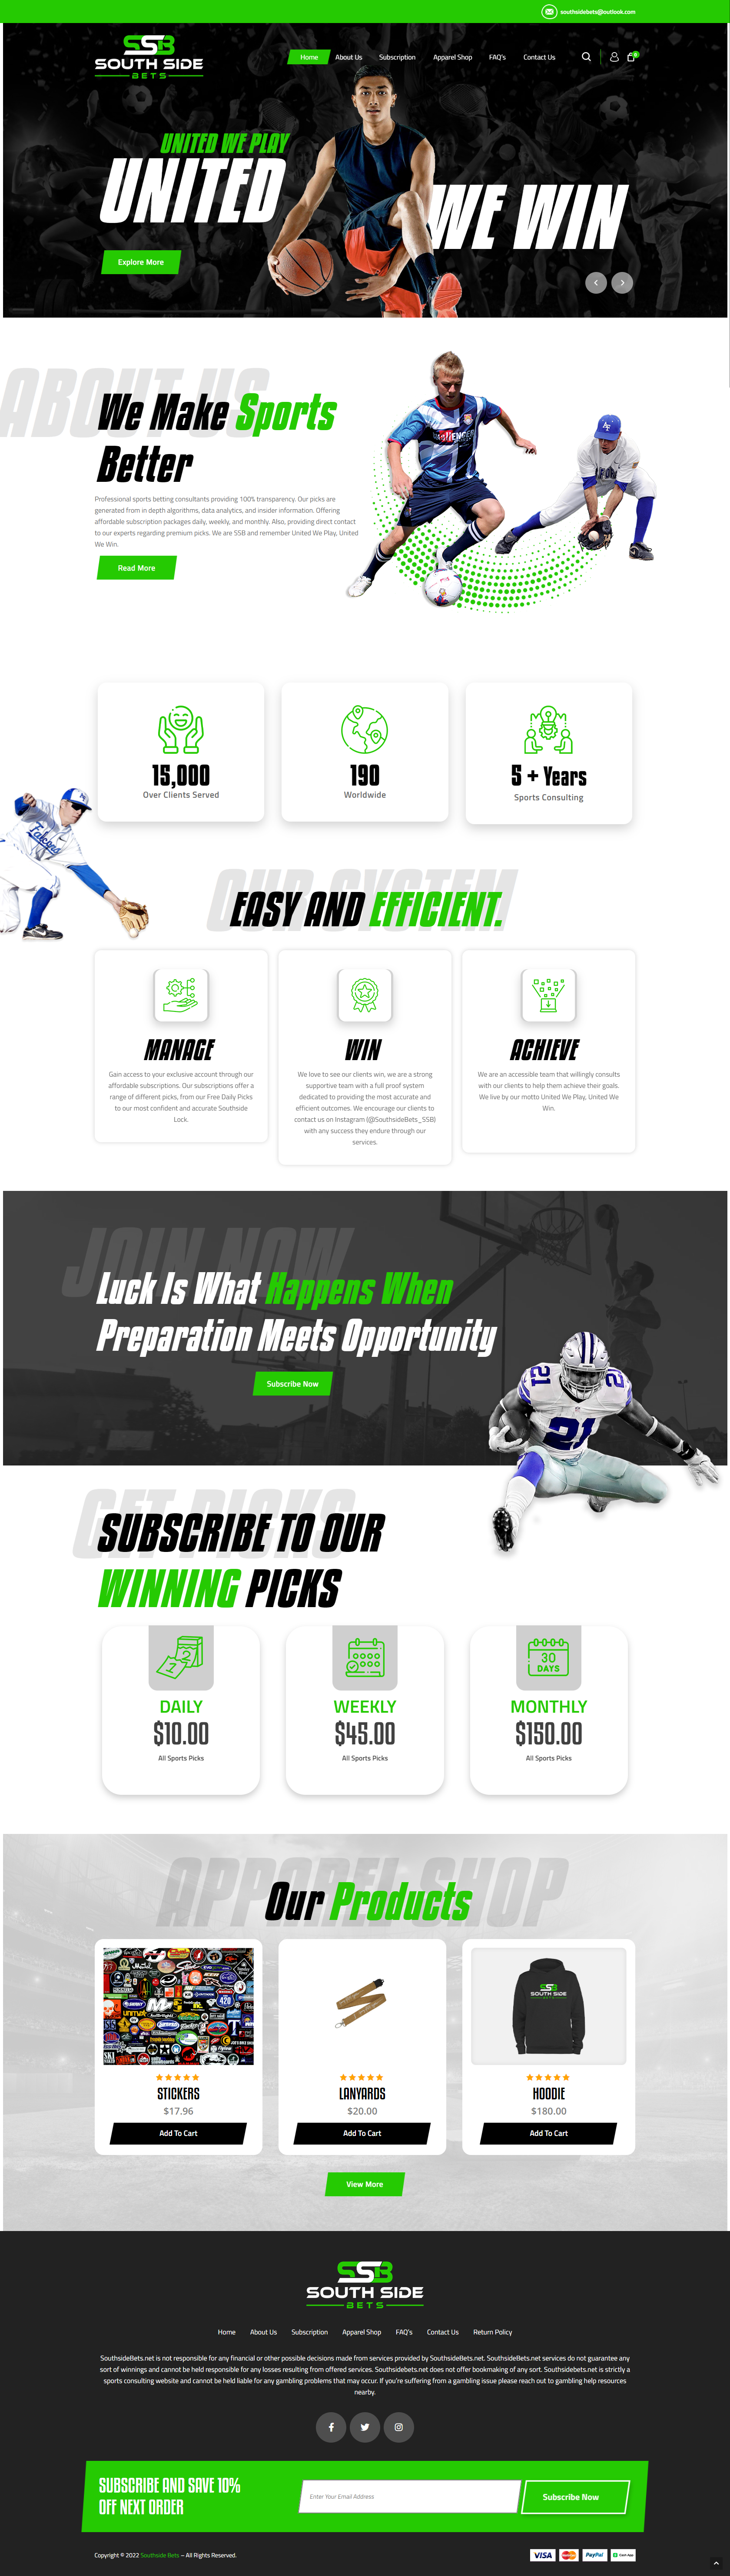 southsidebets@outlook.com
SSB
SOUTH SIDE
BETS
Home About Us Subscription Apparel Shop FAQ's Contact Us
0
UNITED WE PLAY
UNITED
WE WIN
Explore More
ABOUT US
We Make Sports
Better
Professional sports betting consultants providing 100% transparency. Our picks are
generated from in depth algorithms, data analytics, and insider information. Offering
affordable subscription packages daily, weekly, and monthly. Also, providing direct contact
to our experts regarding premium picks. We are SSB and remember United We Play, United
We Win.
Read More
15,000
Over Clients Served
190
Worldwide
5 + Years
Sports Consulting
Falcons
OUR SYSTEM
EASY AND EFFICIENT.
MANAGE
Gain access to your exclusive account through our
affordable subscriptions. Our subscriptions offer a
range of different picks, from our Free Daily Picks
to our most confident and accurate Southside
Lock.
WIN
We love to see our clients win, we are a strong
supportive team with a full proof system
dedicated to providing the most accurate and
efficient outcomes. We encourage our clients to
contact us on Instagram (@SouthsideBets_SSB)
with any success they endure through our
services.
ACHIEVE
We are an accessible team that willingly consults
with our clients to help them achieve their goals.
We live by our motto United We Play, United We
Win.
JOIN NOW
Luck Is What Happens When
Preparation Meets Opportunity
Subscribe Now
21
21
GET PICKS
SUBSCRIBE TO OUR
WINNING PICKS
DAILY
$10.00
All Sports Picks
WEEKLY
$45.00
All Sports Picks
30
DAYS
MONTHLY
$150.00
All Sports Picks
APPAREL SHOP
Our Products
STICKERS
$17.96
Add To Cart
LANYARDS
$20.00
Add To Cart
SSB
SOUTH SIDE
BETS
HOODIE
$180.00
Add To Cart
View More
SSB
SOUTH SIDE
BETS
Home About Us Subscription Apparel Shop FAQ's Contact Us Return Policy
SouthsideBets.net is not responsible for any financial or other possible decisions made from services provided by SouthsideBets.net. SouthsideBets.net services do not guarantee any
sort of winnings and cannot be held responsible for any losses resulting from offered services. Southsidebets.net does not offer bookmaking of any sort. Southsidebets.net is strictly a
sports consulting website and cannot be held liable for any gambling problems that may occur. If you're suffering from a gambling issue please reach out to gambling help resources
nearby.
SUBSCRIBE AND SAVE 10%
OFF NEXT ORDER
Enter Your Email Address
Subscribe Now
Copyright © 2022 Southside Bets – All Rights Reserved.
VISA MasterCard PayPal Cash App